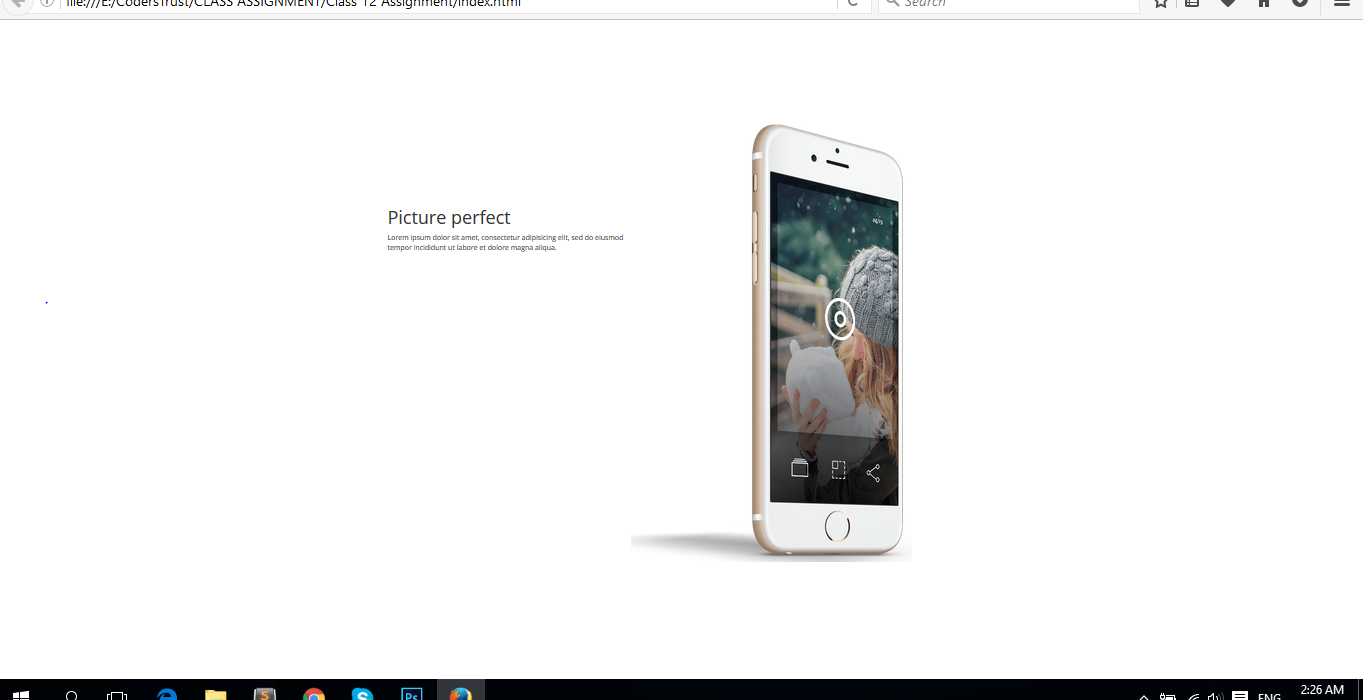 file:///E:/CodersTrust/CLASS ASSIGNMENT/Class 12 Assignment/index.html
Search
Picture perfect
Lorem ipsum dolor sit amet, consectetur adipisicing elit, sed do eiusmod
tempor incididunt ut labore et dolore magna aliqua.
Ps
ENG
2:26 AM